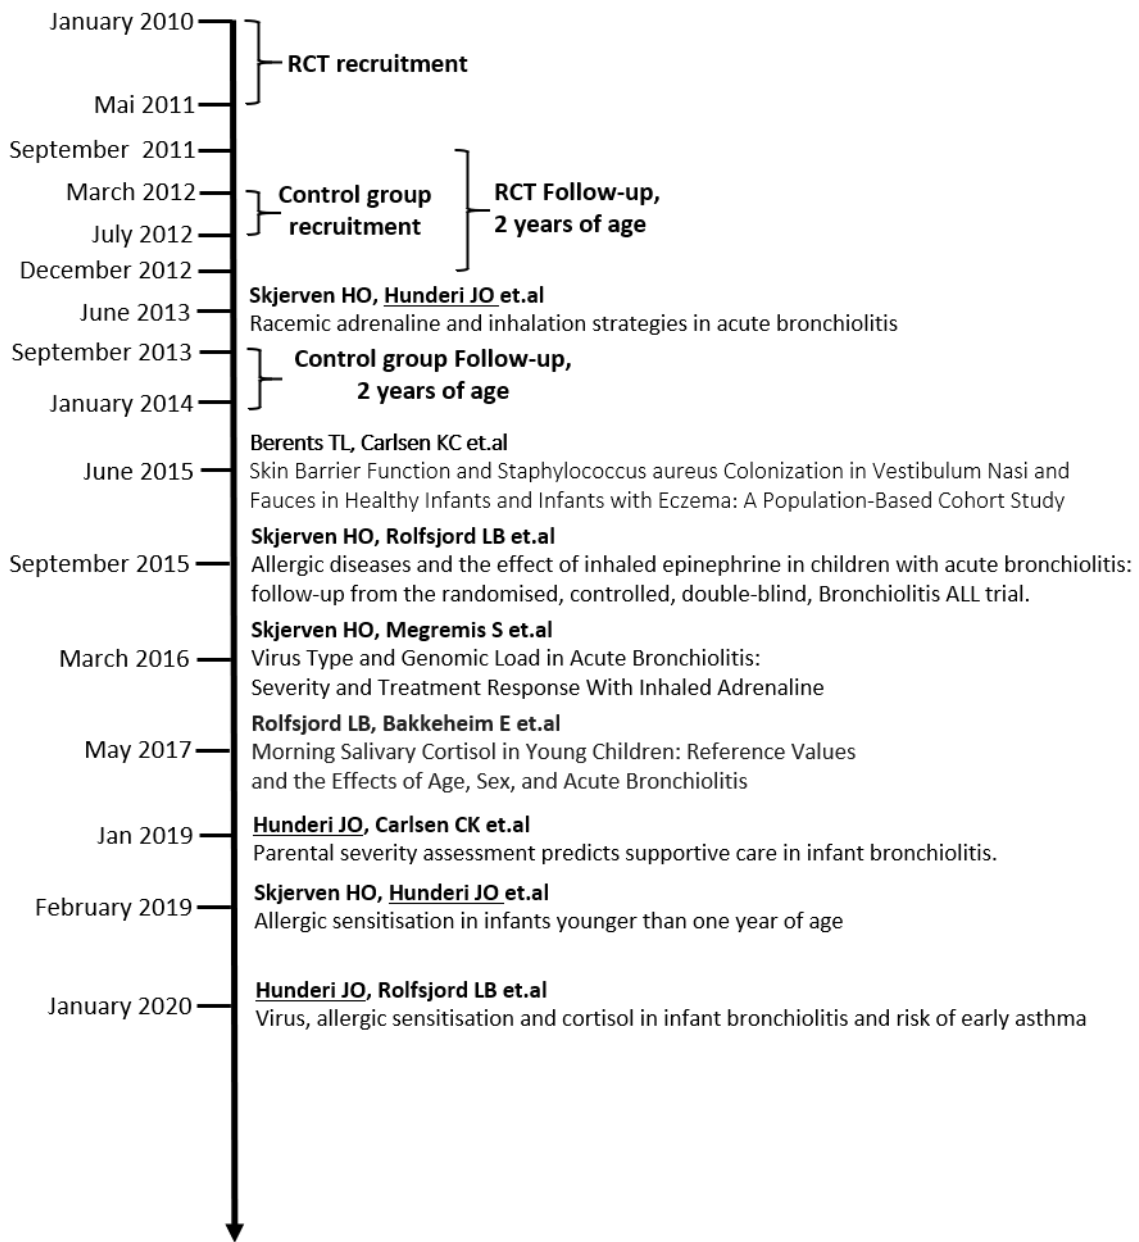 January 2010
RCT recruitment
Mai 2011
September 2011
March 2012
Control group
recruitment
RCT Follow-up,
2 years of age
July 2012
December 2012
Skjerven HO, Hunderi JO et.al
June 2013
Racemic adrenaline and inhalation strategies in acute bronchiolitis
September 2013
Control group Follow-up,
2 years of age
January 2014
Berents TL, Carlsen KC et.al
June 2015
Skin Barrier Function and Staphylococcus aureus Colonization in Vestibulum Nasi and
Fauces in Healthy Infants and Infants with Eczema: A Population-Based Cohort Study
Skjerven HO, Rolfsjord LB et.al
September 2015
Allergic diseases and the effect of inhaled epinephrine in children with acute bronchiolitis:
follow-up from the randomised, controlled, double-blind, Bronchiolitis ALL trial.
Skjerven HO, Megremis S et.al
March 2016
Virus Type and Genomic Load in Acute Bronchiolitis:
Severity and Treatment Response With Inhaled Adrenaline
Rolfsjord LB, Bakkeheim E et.al
May 2017
Morning Salivary Cortisol in Young Children: Reference Values
and the Effects of Age, Sex, and Acute Bronchiolitis
Hunderi JO, Carlsen CK et.al
Jan 2019
Parental severity assessment predicts supportive care in infant bronchiolitis.
Skjerven HO, Hunderi JO et.al
February 2019
Allergic sensitisation in infants younger than one year of age
Hunderi JO, Rolfsjord LB et.al
January 2020
Virus, allergic sensitisation and cortisol in infant bronchiolitis and risk of early asthma